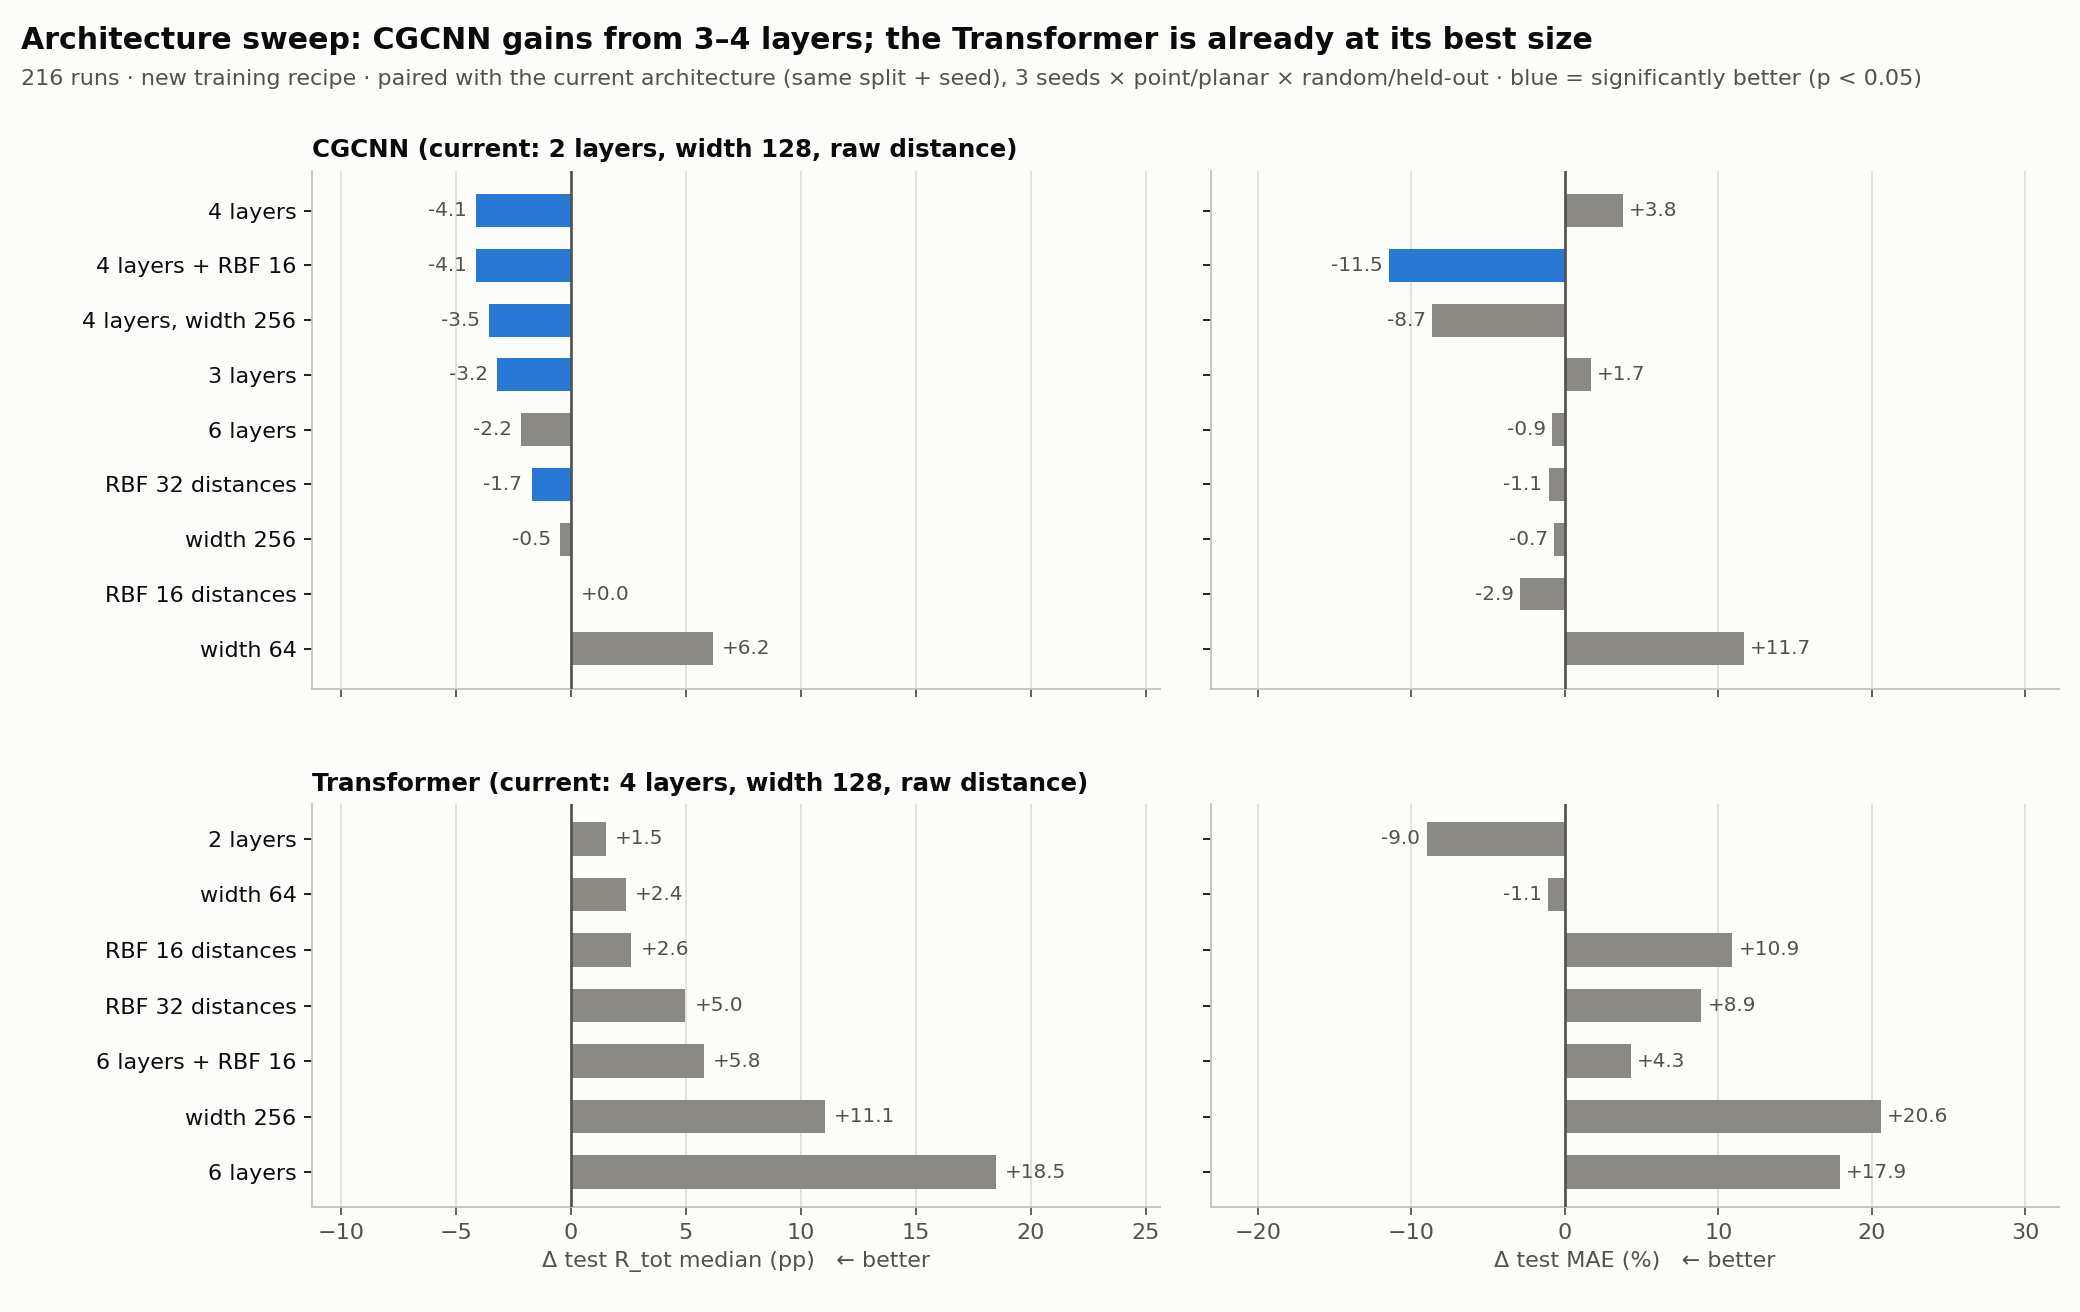 Architecture sweep: CGCNN gains from 3–4 layers; the Transformer is already at its best size
216 runs · new training recipe · paired with the current architecture (same split + seed), 3 seeds × point/planar × random/held-out · blue = significantly better (p < 0.05)
CGCNN (current: 2 layers, width 128, raw distance)
4 layers -4.1 +3.8
4 layers + RBF 16 -4.1 -11.5
4 layers, width 256 -3.5 -8.7
3 layers -3.2 +1.7
6 layers -2.2 -0.9
RBF 32 distances -1.7 -1.1
width 256 -0.5 -0.7
RBF 16 distances +0.0 -2.9
width 64 +6.2 +11.7
Transformer (current: 4 layers, width 128, raw distance)
2 layers +1.5 -9.0
width 64 +2.4 -1.1
RBF 16 distances +2.6 +10.9
RBF 32 distances +5.0 +8.9
6 layers + RBF 16 +5.8 +4.3
width 256 +11.1 +20.6
6 layers +18.5 +17.9
−10 −5 0 5 10 15 20 25 −20 −10 0 10 20 30
Δ test R_tot median (pp) ← better Δ test MAE (%) ← better